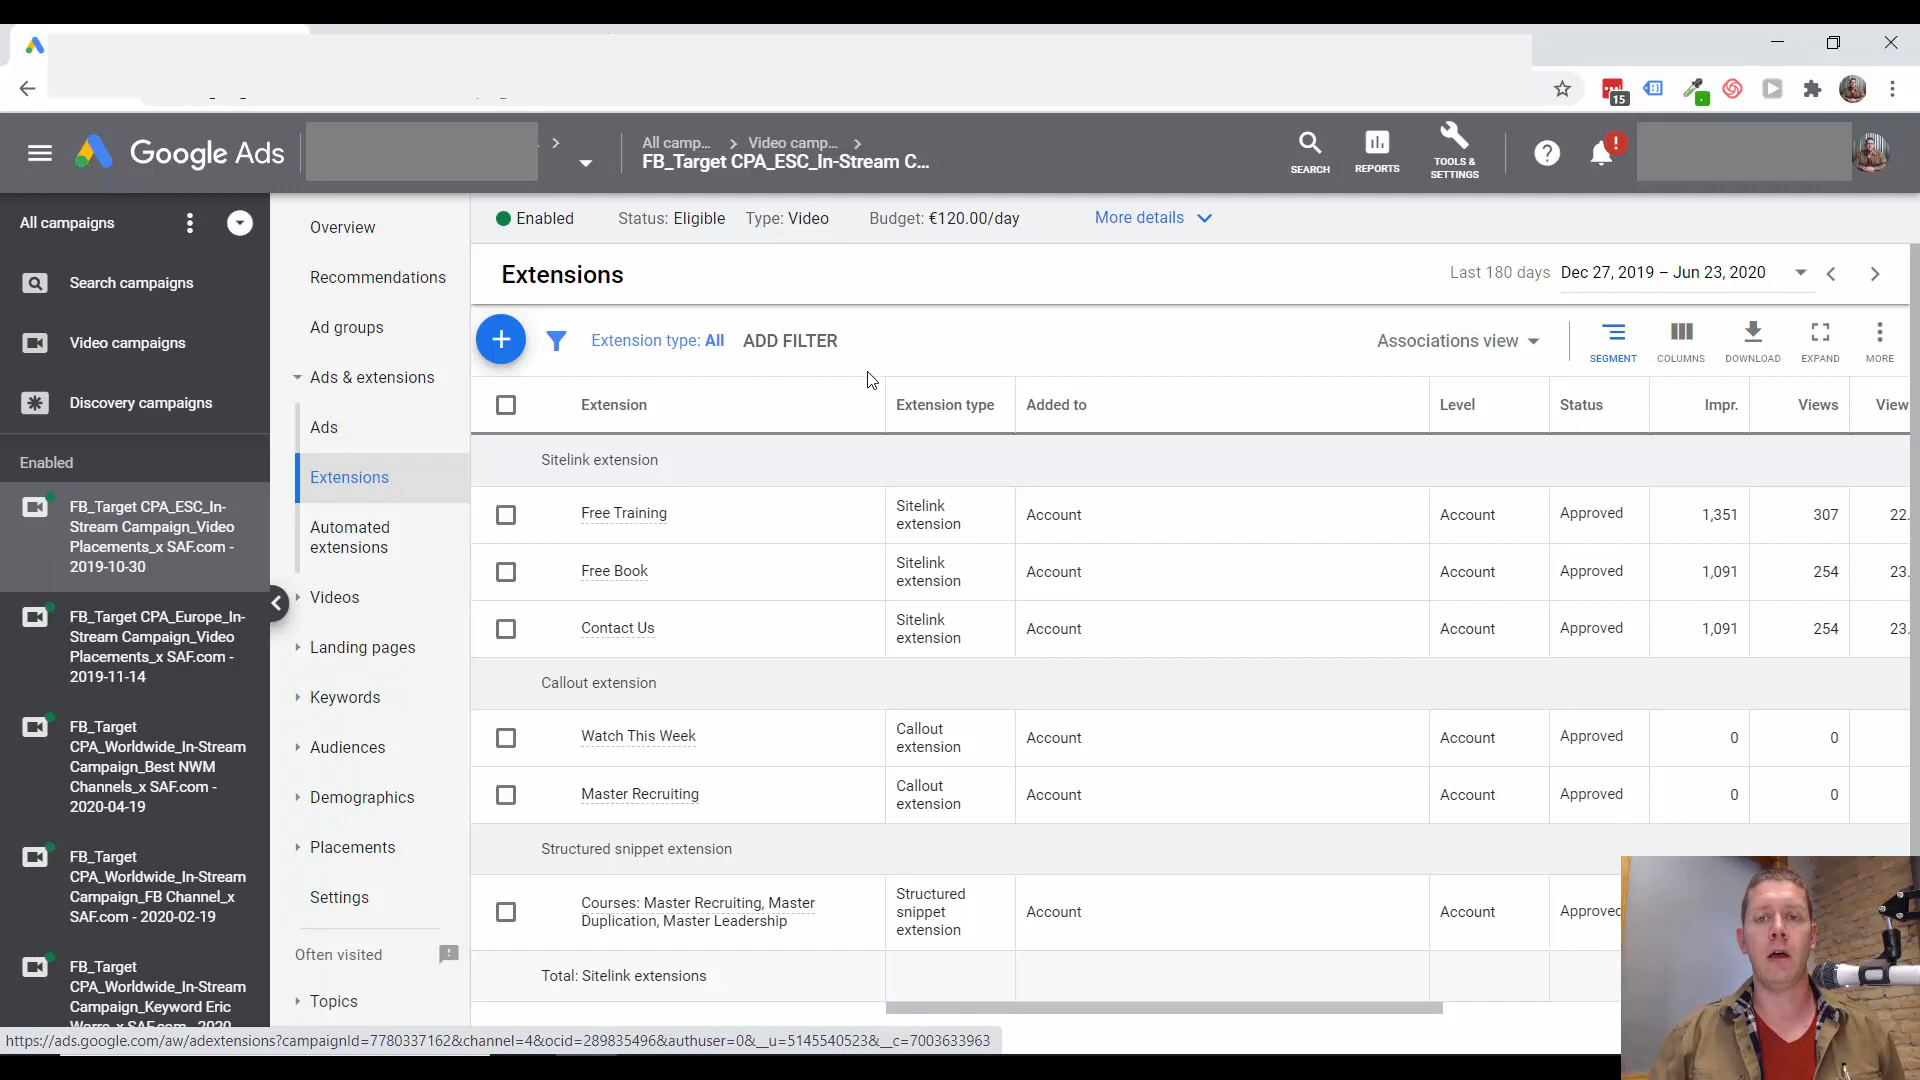 15
Google Ads
All camp...
Video camp...
FB_Target CPA_ESC_In-Stream C...
SEARCH
REPORTS
TOOLS &
SETTINGS
?
!
All campaigns
Search campaigns
Video campaigns
Discovery campaigns
Enabled
FB_Target CPA_ESC_In-
Stream Campaign_Video
Placements_x SAF.com -
2019-10-30
FB_Target CPA_Europe_In-
Stream Campaign_Video
Placements_x SAF.com -
2019-11-14
FB_Target
CPA_Worldwide_In-Stream
Campaign_Best NWM
Channels_x SAF.com -
2020-04-19
FB_Target
CPA_Worldwide_In-Stream
Campaign_FB Channel_x
SAF.com - 2020-02-19
FB_Target
CPA_Worldwide_In-Stream
Campaign_Keyword Eric
Overview
Recommendations
Ad groups
Ads & extensions
Ads
Extensions
Automated
extensions
Videos
Landing pages
Keywords
Audiences
Demographics
Placements
Settings
Often visited
Topics
Enabled Status: Eligible Type: Video Budget: €120.00/day More details
Extensions
Last 180 days Dec 27, 2019 – Jun 23, 2020
+
Extension type: All ADD FILTER
Associations view
SEGMENT
COLUMNS
DOWNLOAD
EXPAND
MORE
Extension Extension type Added to Level Status Impr. Views View
Sitelink extension
Free Training Sitelink extension Account Account Approved 1,351 307 22.
Free Book Sitelink extension Account Account Approved 1,091 254 23.
Contact Us Sitelink extension Account Account Approved 1,091 254 23.
Callout extension
Watch This Week Callout extension Account Account Approved 0 0
Master Recruiting Callout extension Account Account Approved 0 0
Structured snippet extension
Courses: Master Recruiting, Master
Duplication, Master Leadership
Structured
snippet
extension
Account Account Approved
Total: Sitelink extensions
https://ads.google.com/aw/adextensions?campaignId=7780337162&channel=4&ocid=289835496&authuser=0&__u=5145540523&__c=7003633963